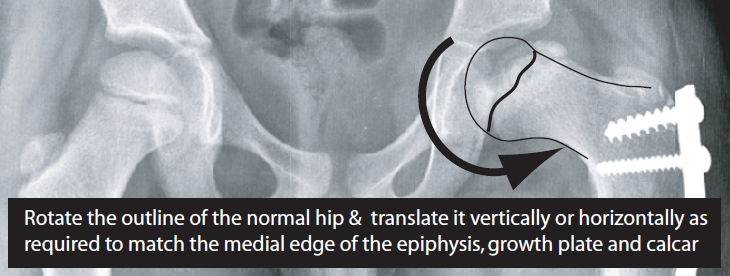 Rotate the outline of the normal hip & translate it vertically or horizontally as
required to match the medial edge of the epiphysis, growth plate and calcar